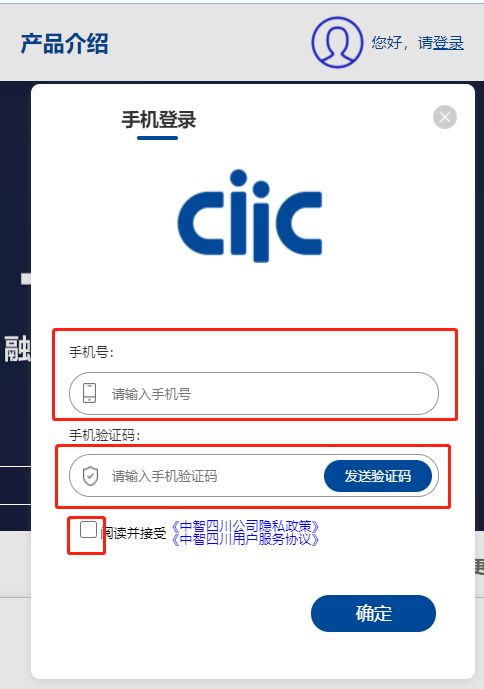 产品介绍
您好，请登录
手机登录
ciic
融
手机号：
请输入手机号
手机验证码：
请输入手机验证码
发送验证码
阅读并接受《中智四川公司隐私政策》
《中智四川用户服务协议》
确定